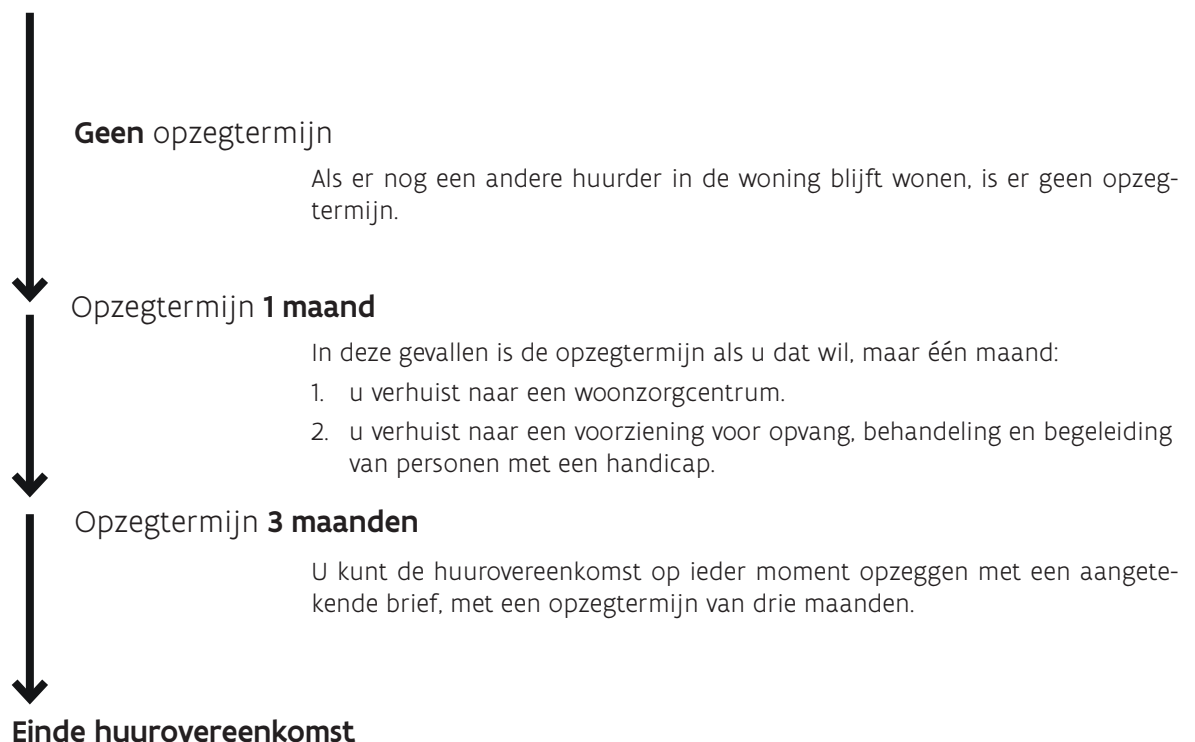 Geen opzegtermijn
Als er nog een andere huurder in de woning blijft wonen, is er geen opzeg-
termijn.
Opzegtermijn 1 maand
In deze gevallen is de opzegtermijn als u dat wil, maar één maand:
1. u verhuist naar een woonzorgcentrum.
2. u verhuist naar een voorziening voor opvang, behandeling en begeleiding
van personen met een handicap.
Opzegtermijn 3 maanden
U kunt de huurovereenkomst op ieder moment opzeggen met een aangete-
kende brief, met een opzegtermijn van drie maanden.
Einde huurovereenkomst